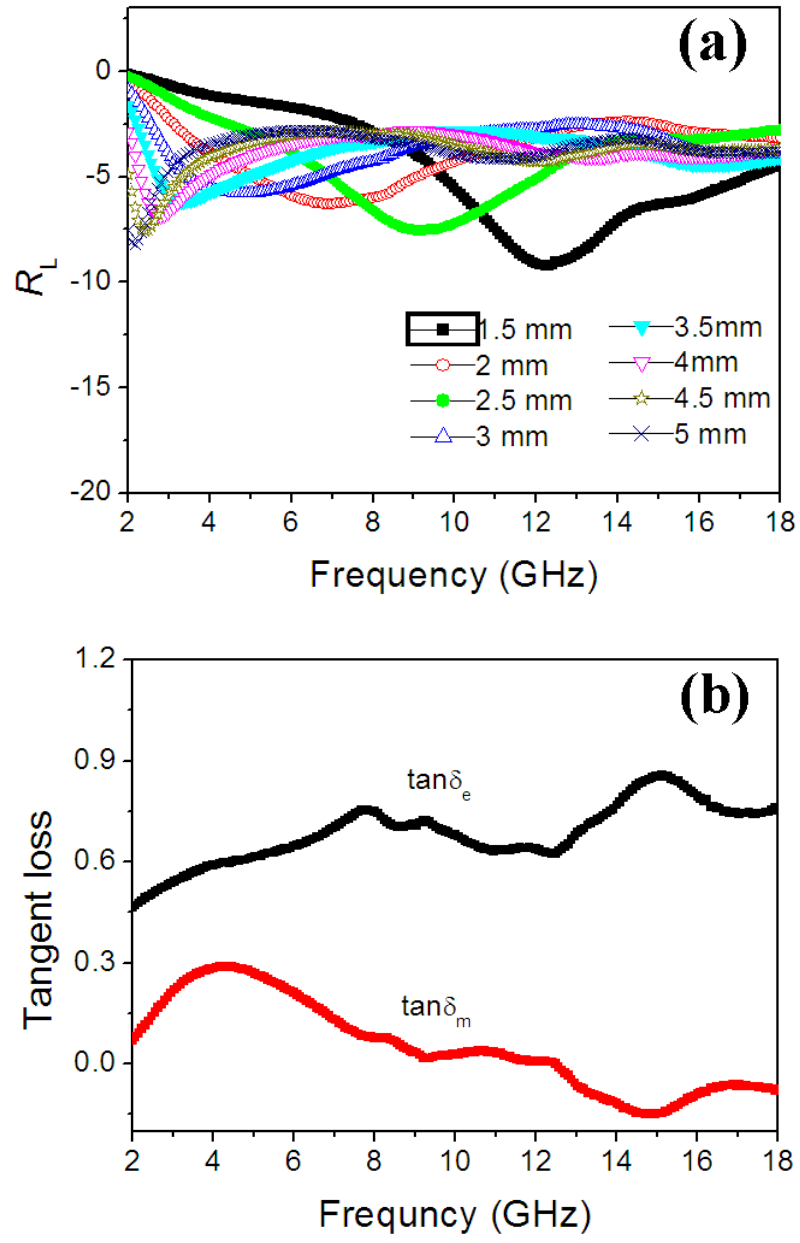 (a)
0
-5
-10
-15
-20
R_L
1.5 mm
2 mm
2.5 mm
3 mm
3.5mm
4mm
4.5 mm
5 mm
2 4 6 8 10 12 14 16 18
Frequency (GHz)
(b)
1.2
0.9
0.6
0.3
0.0
Tangent loss
tanδ_e
tanδ_m
2 4 6 8 10 12 14 16 18
Frequncy (GHz)